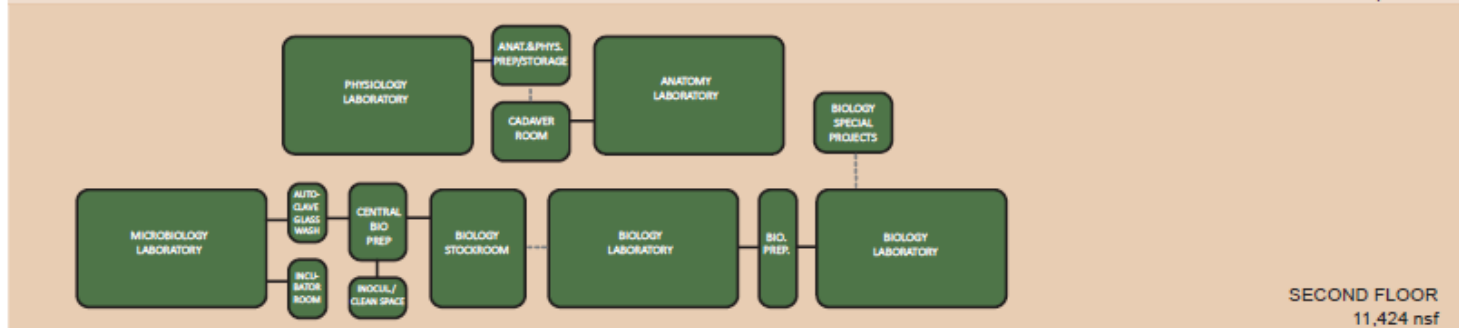 PHYSIOLOGY
LABORATORY
ANAT.&PHYS.
PREP/STORAGE
CADAVER
ROOM
ANATOMY
LABORATORY
BIOLOGY
SPECIAL
PROJECTS
MICROBIOLOGY
LABORATORY
AUTO-
CLAVE
GLASS
WASH
INCU-
BATOR
ROOM
CENTRAL
BIO
PREP
INOCUL./
CLEAN SPACE
BIOLOGY
STOCKROOM
BIOLOGY
LABORATORY
BIO.
PREP.
BIOLOGY
LABORATORY
SECOND FLOOR
11,424 nsf